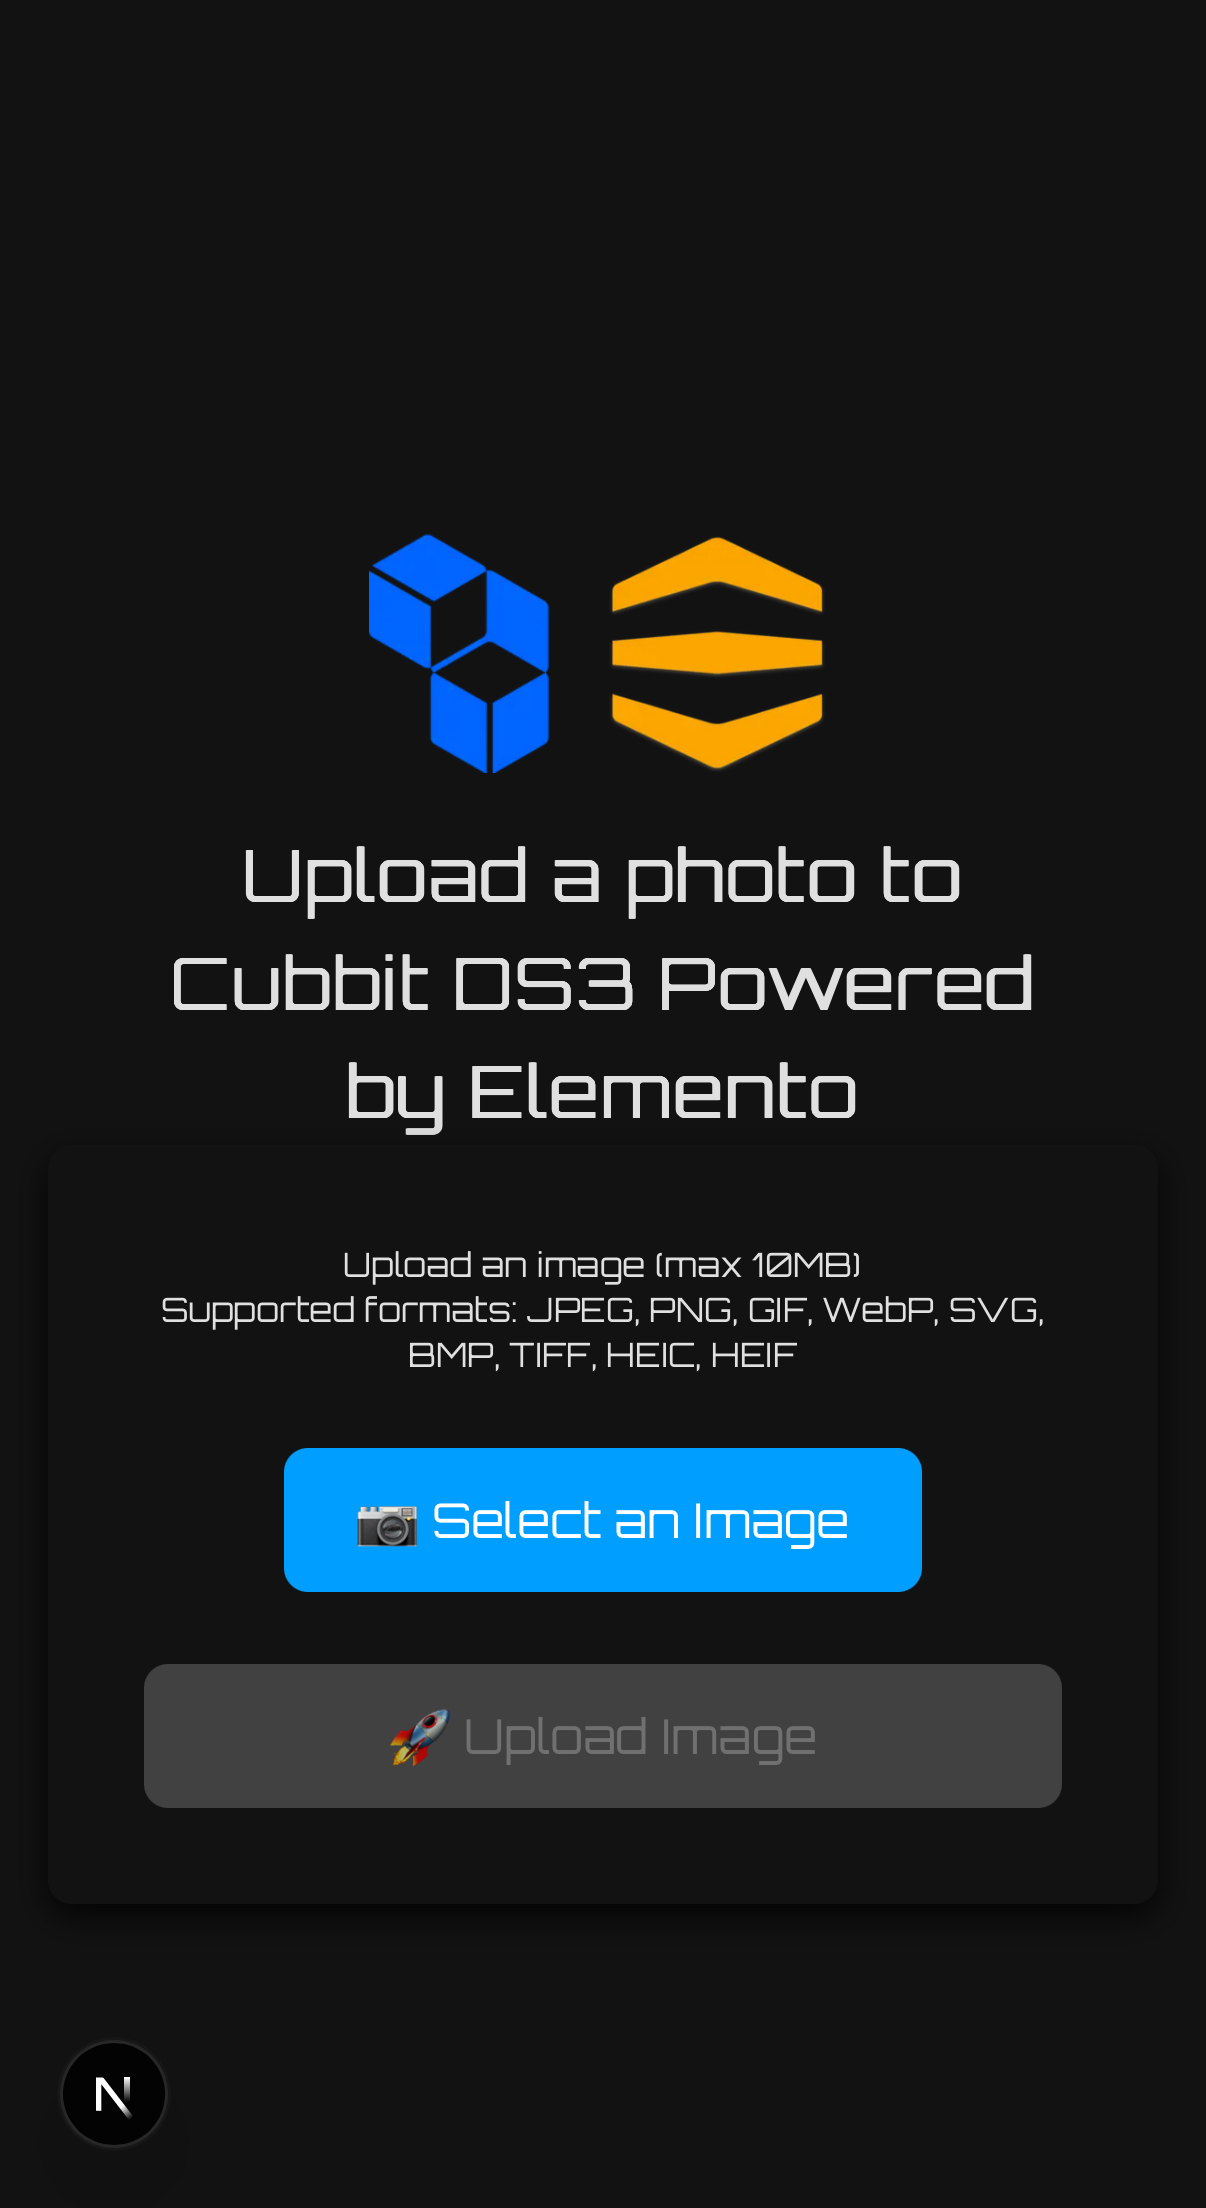 Upload a photo to
Cubbit DS3 Powered
by Elemento
Upload an image (max 10MB)
Supported formats: JPEG, PNG, GIF, WebP, SVG,
BMP, TIFF, HEIC, HEIF
📷 Select an Image
🚀 Upload Image
N